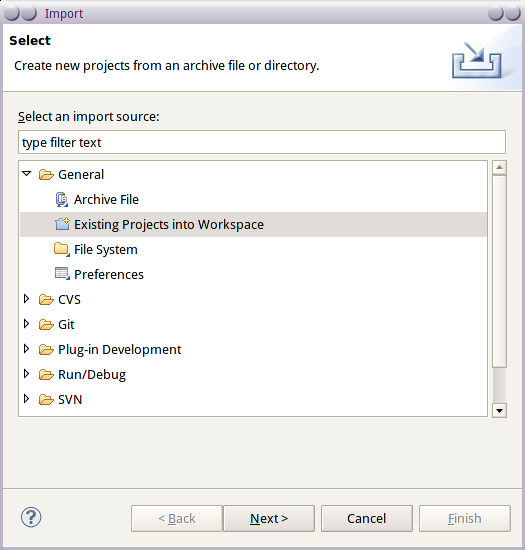 Import
Select
Create new projects from an archive file or directory.
Select an import source:
type filter text
General
Archive File
Existing Projects into Workspace
File System
Preferences
CVS
Git
Plug-in Development
Run/Debug
SVN
?
< Back
Next >
Cancel
Finish